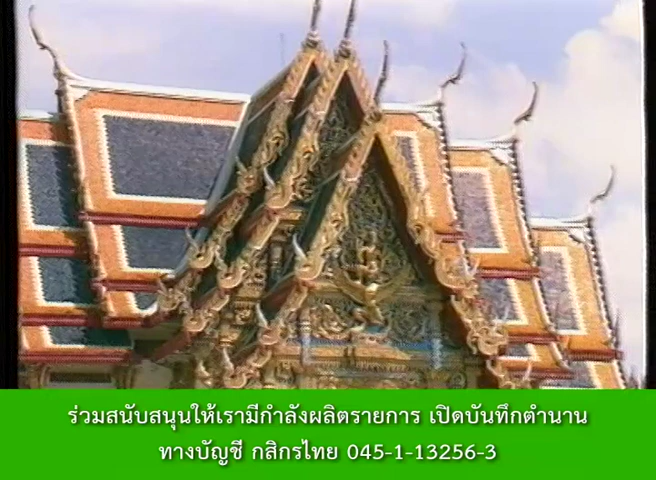 ร่วมสนับสนุนให้เรามีกำลังผลิตรายการ เปิดบันทึกตำนาน
ทางบัญชี กสิกรไทย 045-1-13256-3